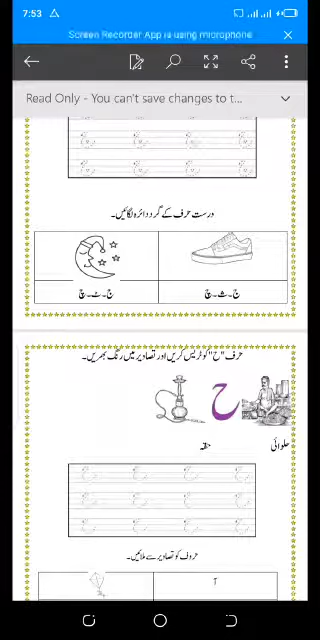 7:53
Screen Recorder App is using microphone
Read Only - You can't save changes to t...
درست حرف کے گرد دائرہ لگائیں۔
ج - ث - چ
ج - ٹ - چ
حرف "ح" کو ٹریس کریں اور تصاویر میں رنگ بھریں۔
ح
حلوائی
حقہ
حروف کو تصاویر سے ملائیں۔
آ